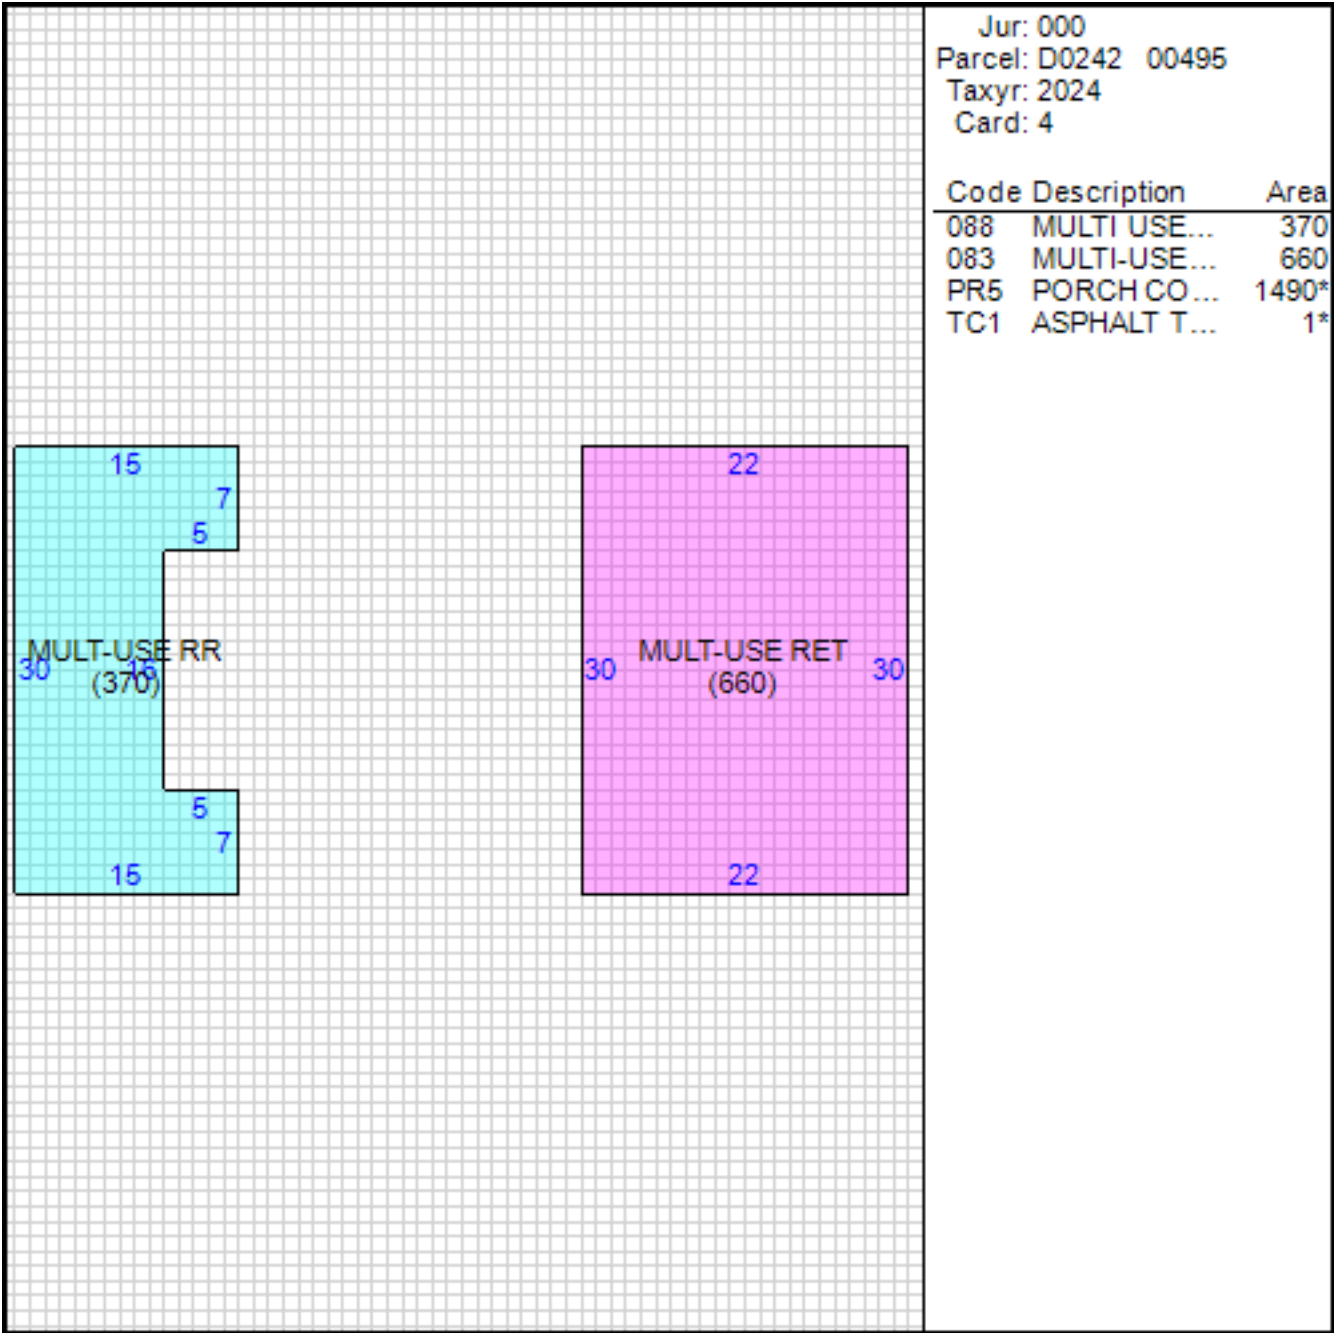 Jur: 000
Parcel: D0242 00495
Taxyr: 2024
Card: 4
Code Description Area
088 MULTI USE... 370
083 MULTI-USE... 660
PR5 PORCH CO... 1490*
TC1 ASPHALT T... 1*
15
7
5
MULT-USE RR
30 16
(370)
5
7
15
22
MULT-USE RET
30 30
(660)
22